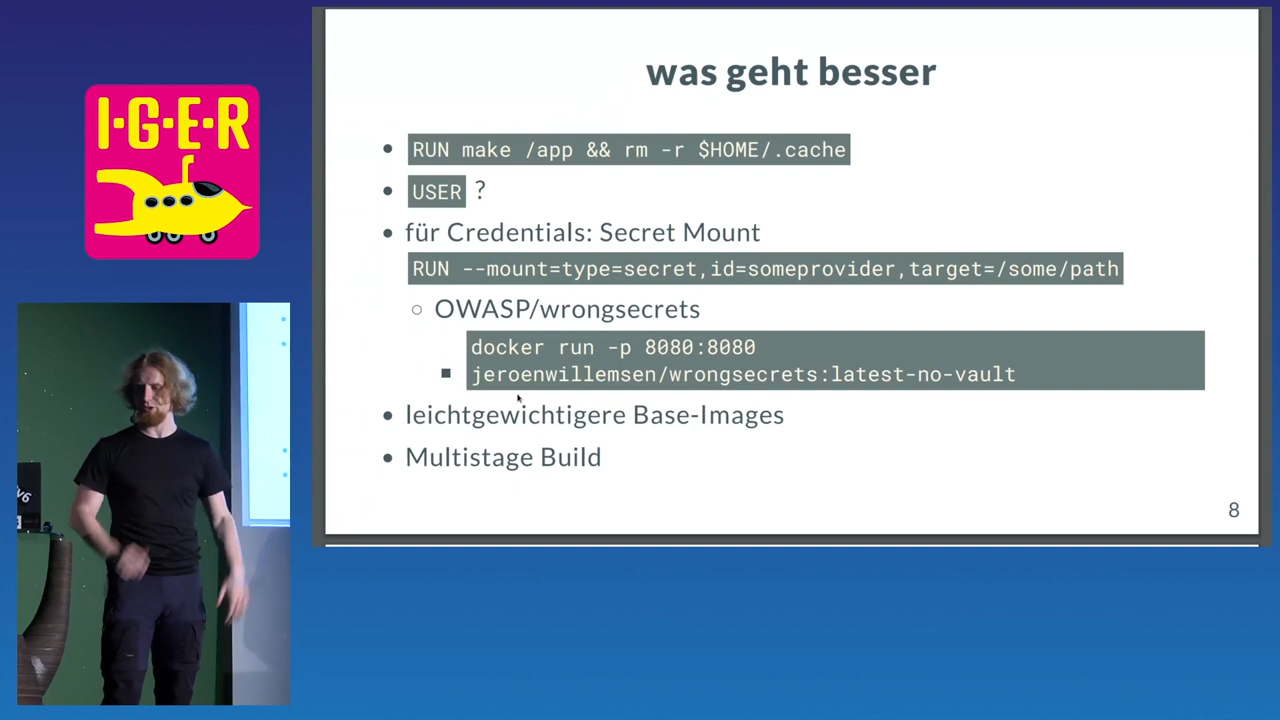 I·G·E·R
was geht besser
RUN make /app && rm -r $HOME/.cache
USER ?
für Credentials: Secret Mount
RUN --mount=type=secret,id=someprovider,target=/some/path
OWASP/wrongsecrets
docker run -p 8080:8080
jeroenwillemsen/wrongsecrets:latest-no-vault
leichtgewichtigere Base-Images
Multistage Build
8
v6